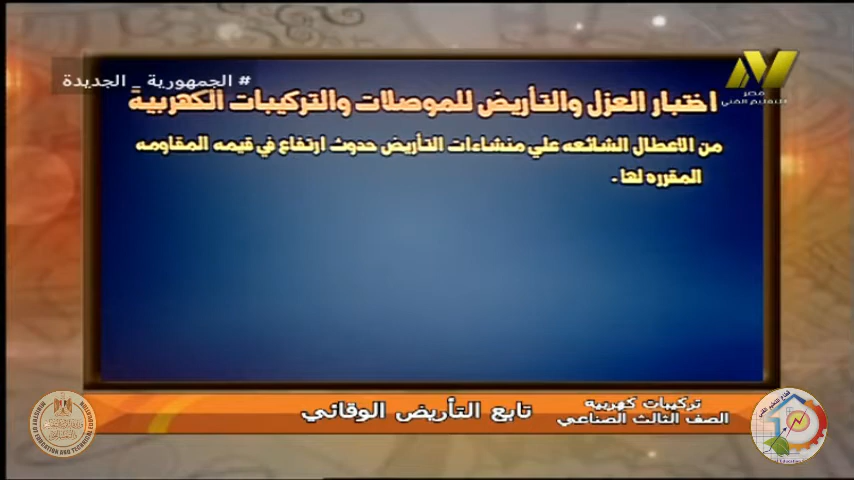 # الجمهورية _ الجديدة
مصر
التعليم الفني
اختبار العزل والتأريض للموصلات والتركيبات الكهربية
من الاعطال الشائعه علي منشاءات التأريض حدوث ارتفاع في قيمه المقاومه
المقرره لها .
تركيبات كهربيه
الصف الثالث الصناعي
تابع التأريض الوقائي